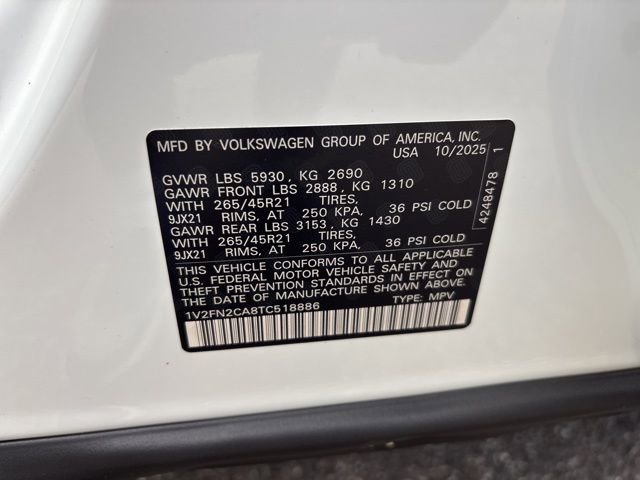 MFD BY VOLKSWAGEN GROUP OF AMERICA, INC.
USA 10/2025
GVWR LBS 5930, KG 2690
GAWR FRONT LBS 2888, KG 1310
WITH 265/45R21 TIRES,
9JX21 RIMS, AT 250 KPA, 36 PSI COLD
GAWR REAR LBS 3153, KG 1430
WITH 265/45R21 TIRES,
9JX21 RIMS, AT 250 KPA, 36 PSI COLD
THIS VEHICLE CONFORMS TO ALL APPLICABLE
U.S. FEDERAL MOTOR VEHICLE SAFETY AND
THEFT PREVENTION STANDARDS IN EFFECT ON
THE DATE OF MANUFACTURE SHOWN ABOVE.
1V2FN2CA8TC518886 TYPE: MPV
4248478 1